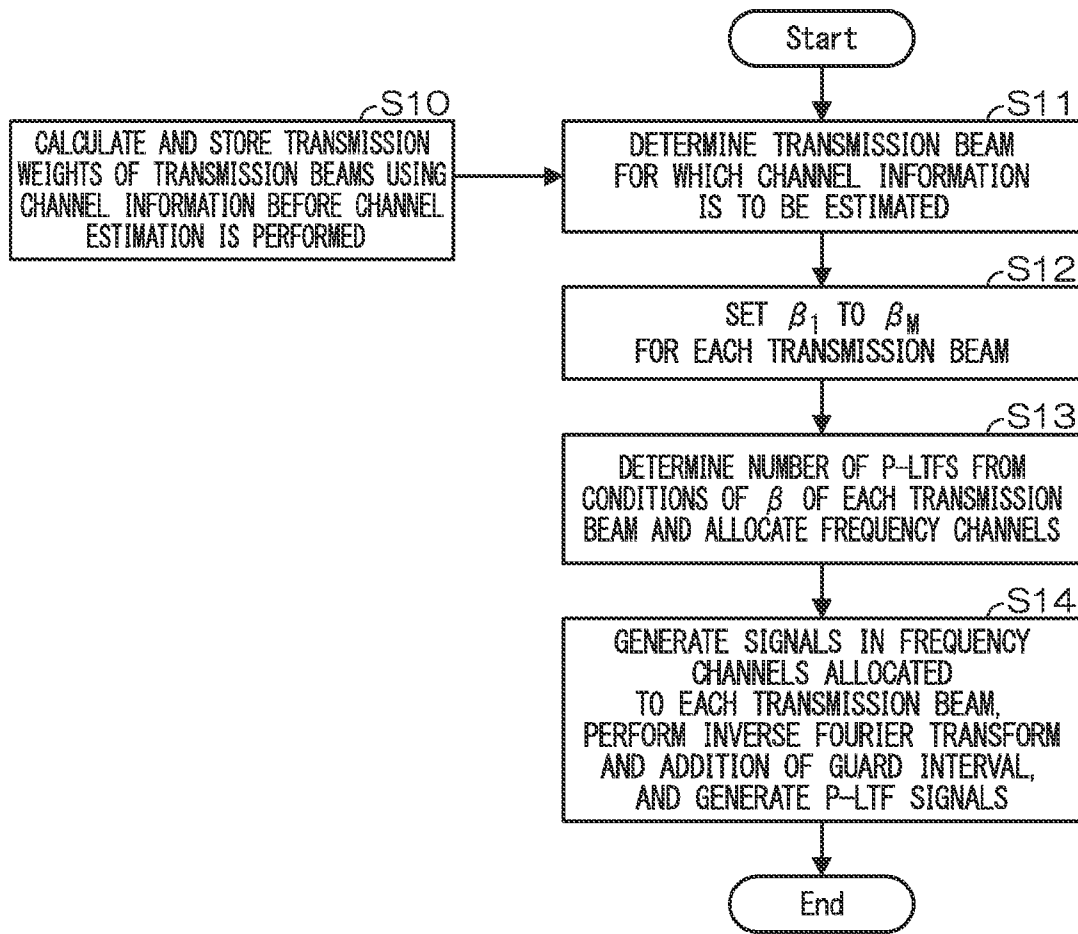 Start
S10
CALCULATE AND STORE TRANSMISSION
WEIGHTS OF TRANSMISSION BEAMS USING
CHANNEL INFORMATION BEFORE CHANNEL
ESTIMATION IS PERFORMED
S11
DETERMINE TRANSMISSION BEAM
FOR WHICH CHANNEL INFORMATION
IS TO BE ESTIMATED
S12
SET β₁ TO βM
FOR EACH TRANSMISSION BEAM
S13
DETERMINE NUMBER OF P-LTFS FROM
CONDITIONS OF β OF EACH TRANSMISSION
BEAM AND ALLOCATE FREQUENCY CHANNELS
S14
GENERATE SIGNALS IN FREQUENCY
CHANNELS ALLOCATED
TO EACH TRANSMISSION BEAM,
PERFORM INVERSE FOURIER TRANSFORM
AND ADDITION OF GUARD INTERVAL,
AND GENERATE P-LTF SIGNALS
End